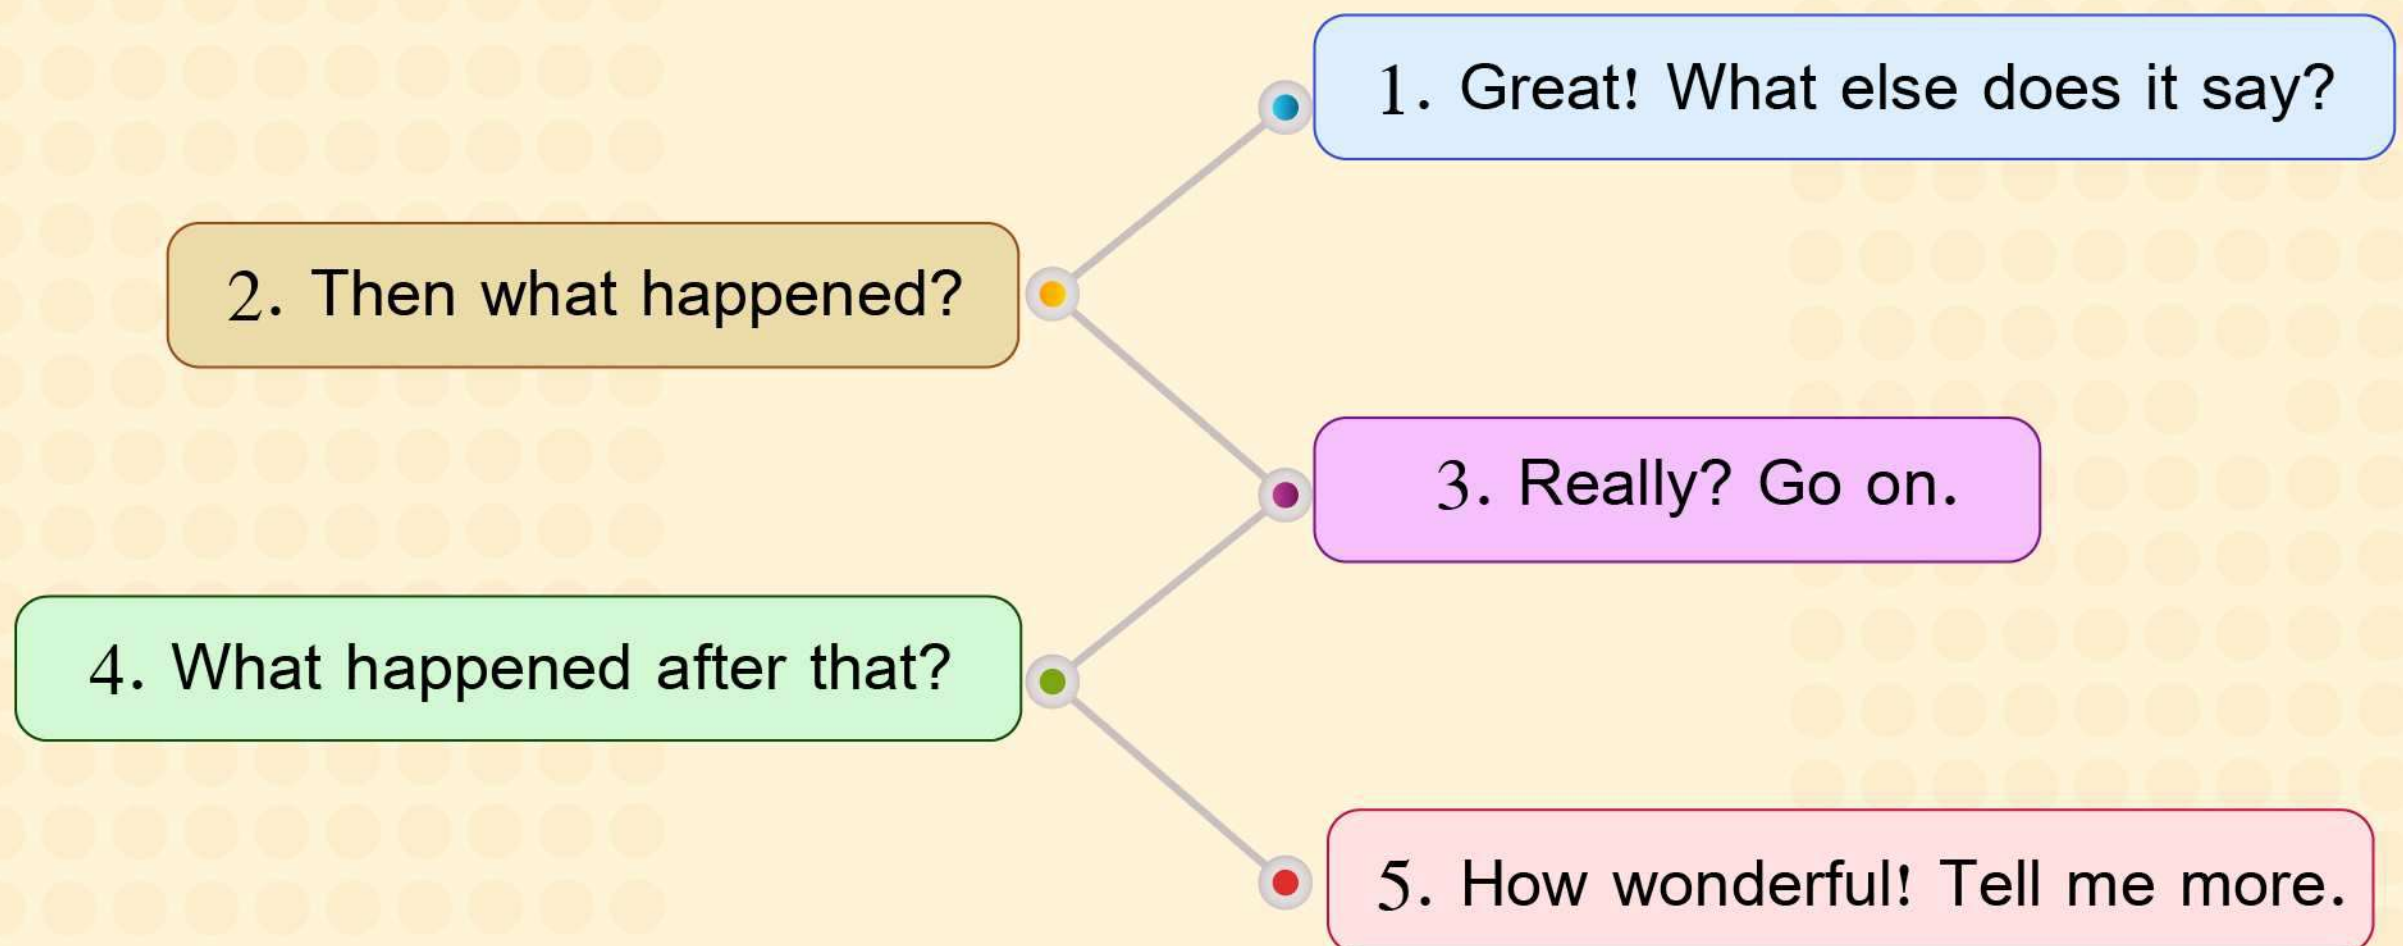 1. Great! What else does it say?
2. Then what happened?
3. Really? Go on.
4. What happened after that?
5. How wonderful! Tell me more.